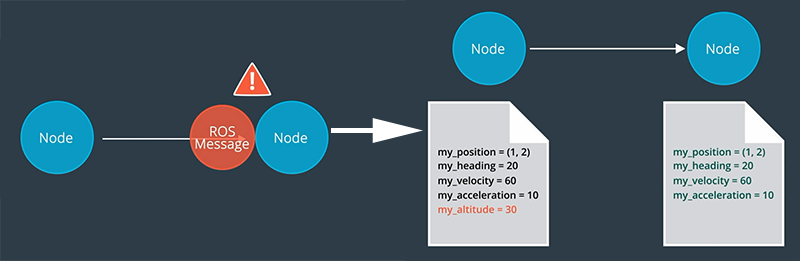 Node
ROS
Message
Node
!
Node
Node
my_position = (1, 2)
my_heading = 20
my_velocity = 60
my_acceleration = 10
my_altitude = 30
my_position = (1, 2)
my_heading = 20
my_velocity = 60
my_acceleration = 10